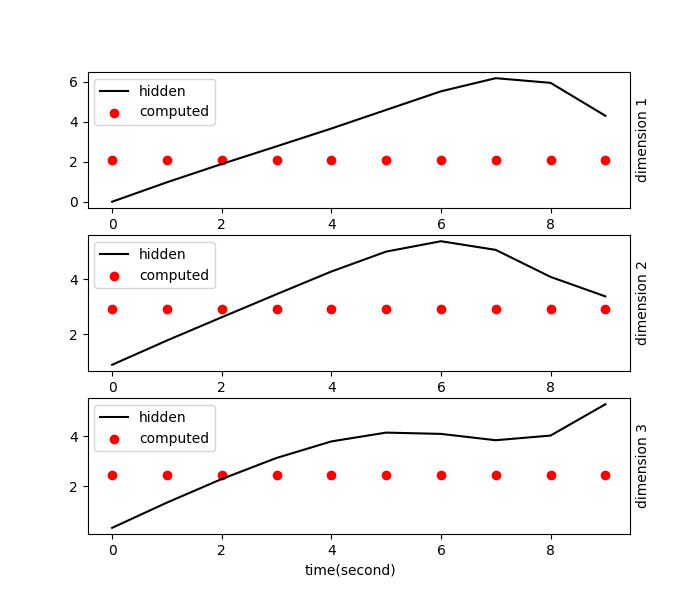 hidden
computed
6
4
2
0
dimension 1
0 2 4 6 8
hidden
computed
4
2
dimension 2
0 2 4 6 8
hidden
computed
4
2
dimension 3
0 2 4 6 8
time(second)